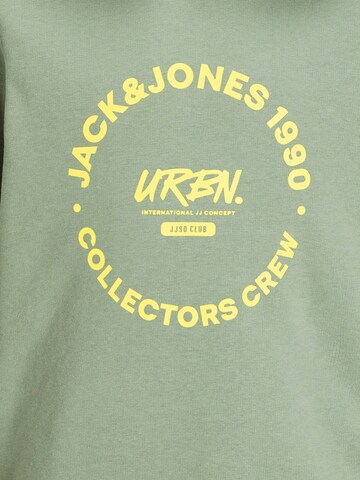 JACK&JONES 1990
URBN.
INTERNATIONAL JJ CONCEPT
JJ90 CLUB
• COLLECTORS CREW •